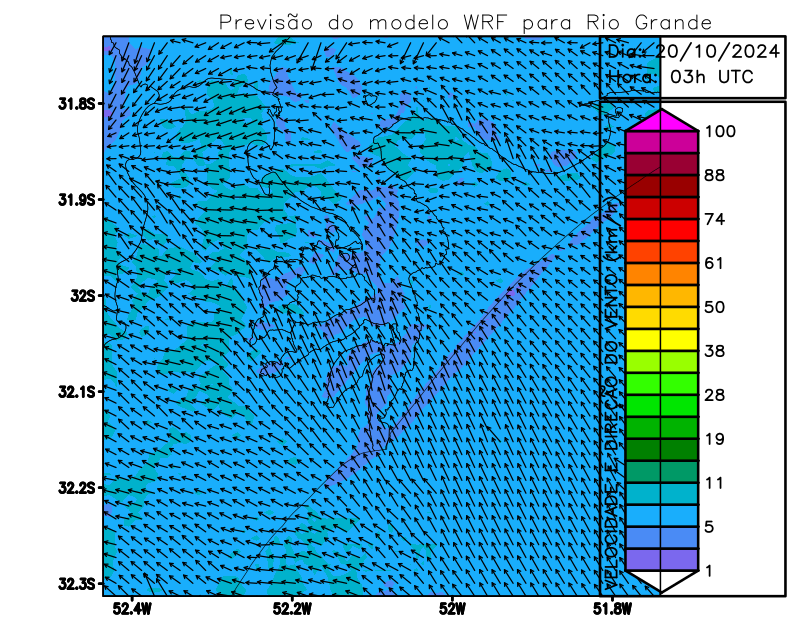 Previsão do modelo WRF para Rio Grande
Dia: 20/10/2024
Hora: 03h UTC
31.8S
31.9S
32S
32.1S
32.2S
32.3S
52.4W
52.2W
52W
51.8W
VELOCIDADE E DIREÇÃO DO VENTO (km/h)
100
88
74
61
50
38
28
19
11
5
1